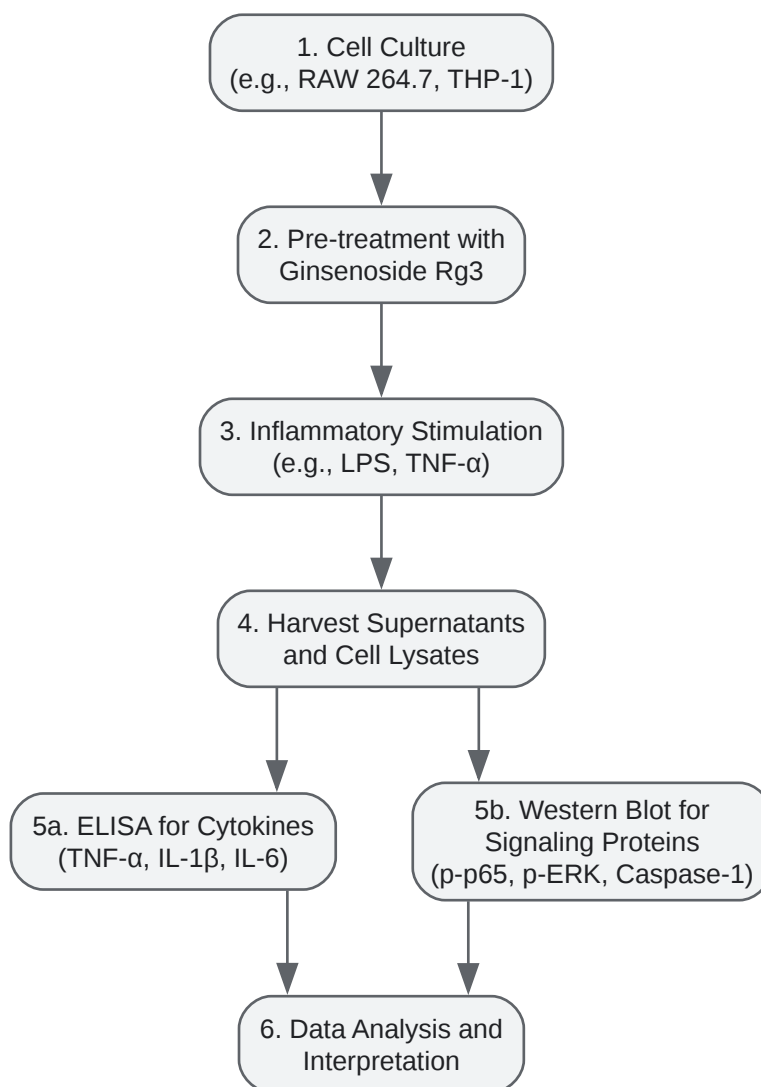 1. Cell Culture
(e.g., RAW 264.7, THP-1)
2. Pre-treatment with
Ginsenoside Rg3
3. Inflammatory Stimulation
(e.g., LPS, TNF-α)
4. Harvest Supernatants
and Cell Lysates
5a. ELISA for Cytokines
(TNF-α, IL-1β, IL-6)
5b. Western Blot for
Signaling Proteins
(p-p65, p-ERK, Caspase-1)
6. Data Analysis and
Interpretation